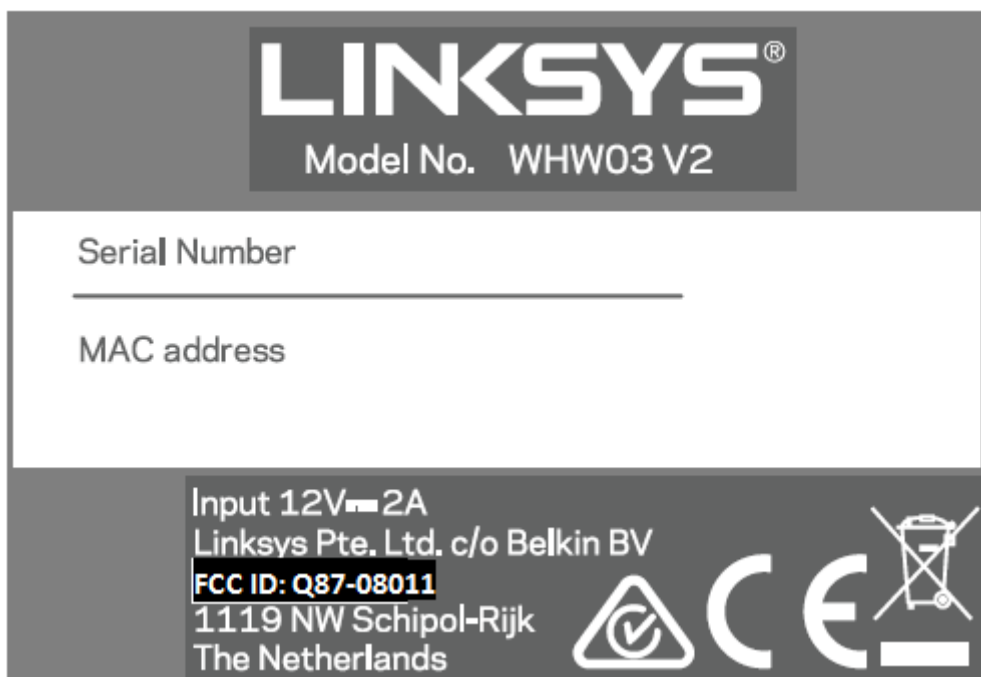 LINKSYS®
Model No. WHW03 V2
Serial Number
MAC address
Input 12V⎓2A
Linksys Pte. Ltd. c/o Belkin BV
FCC ID: Q87-08011
1119 NW Schipol-Rijk
The Netherlands
CE